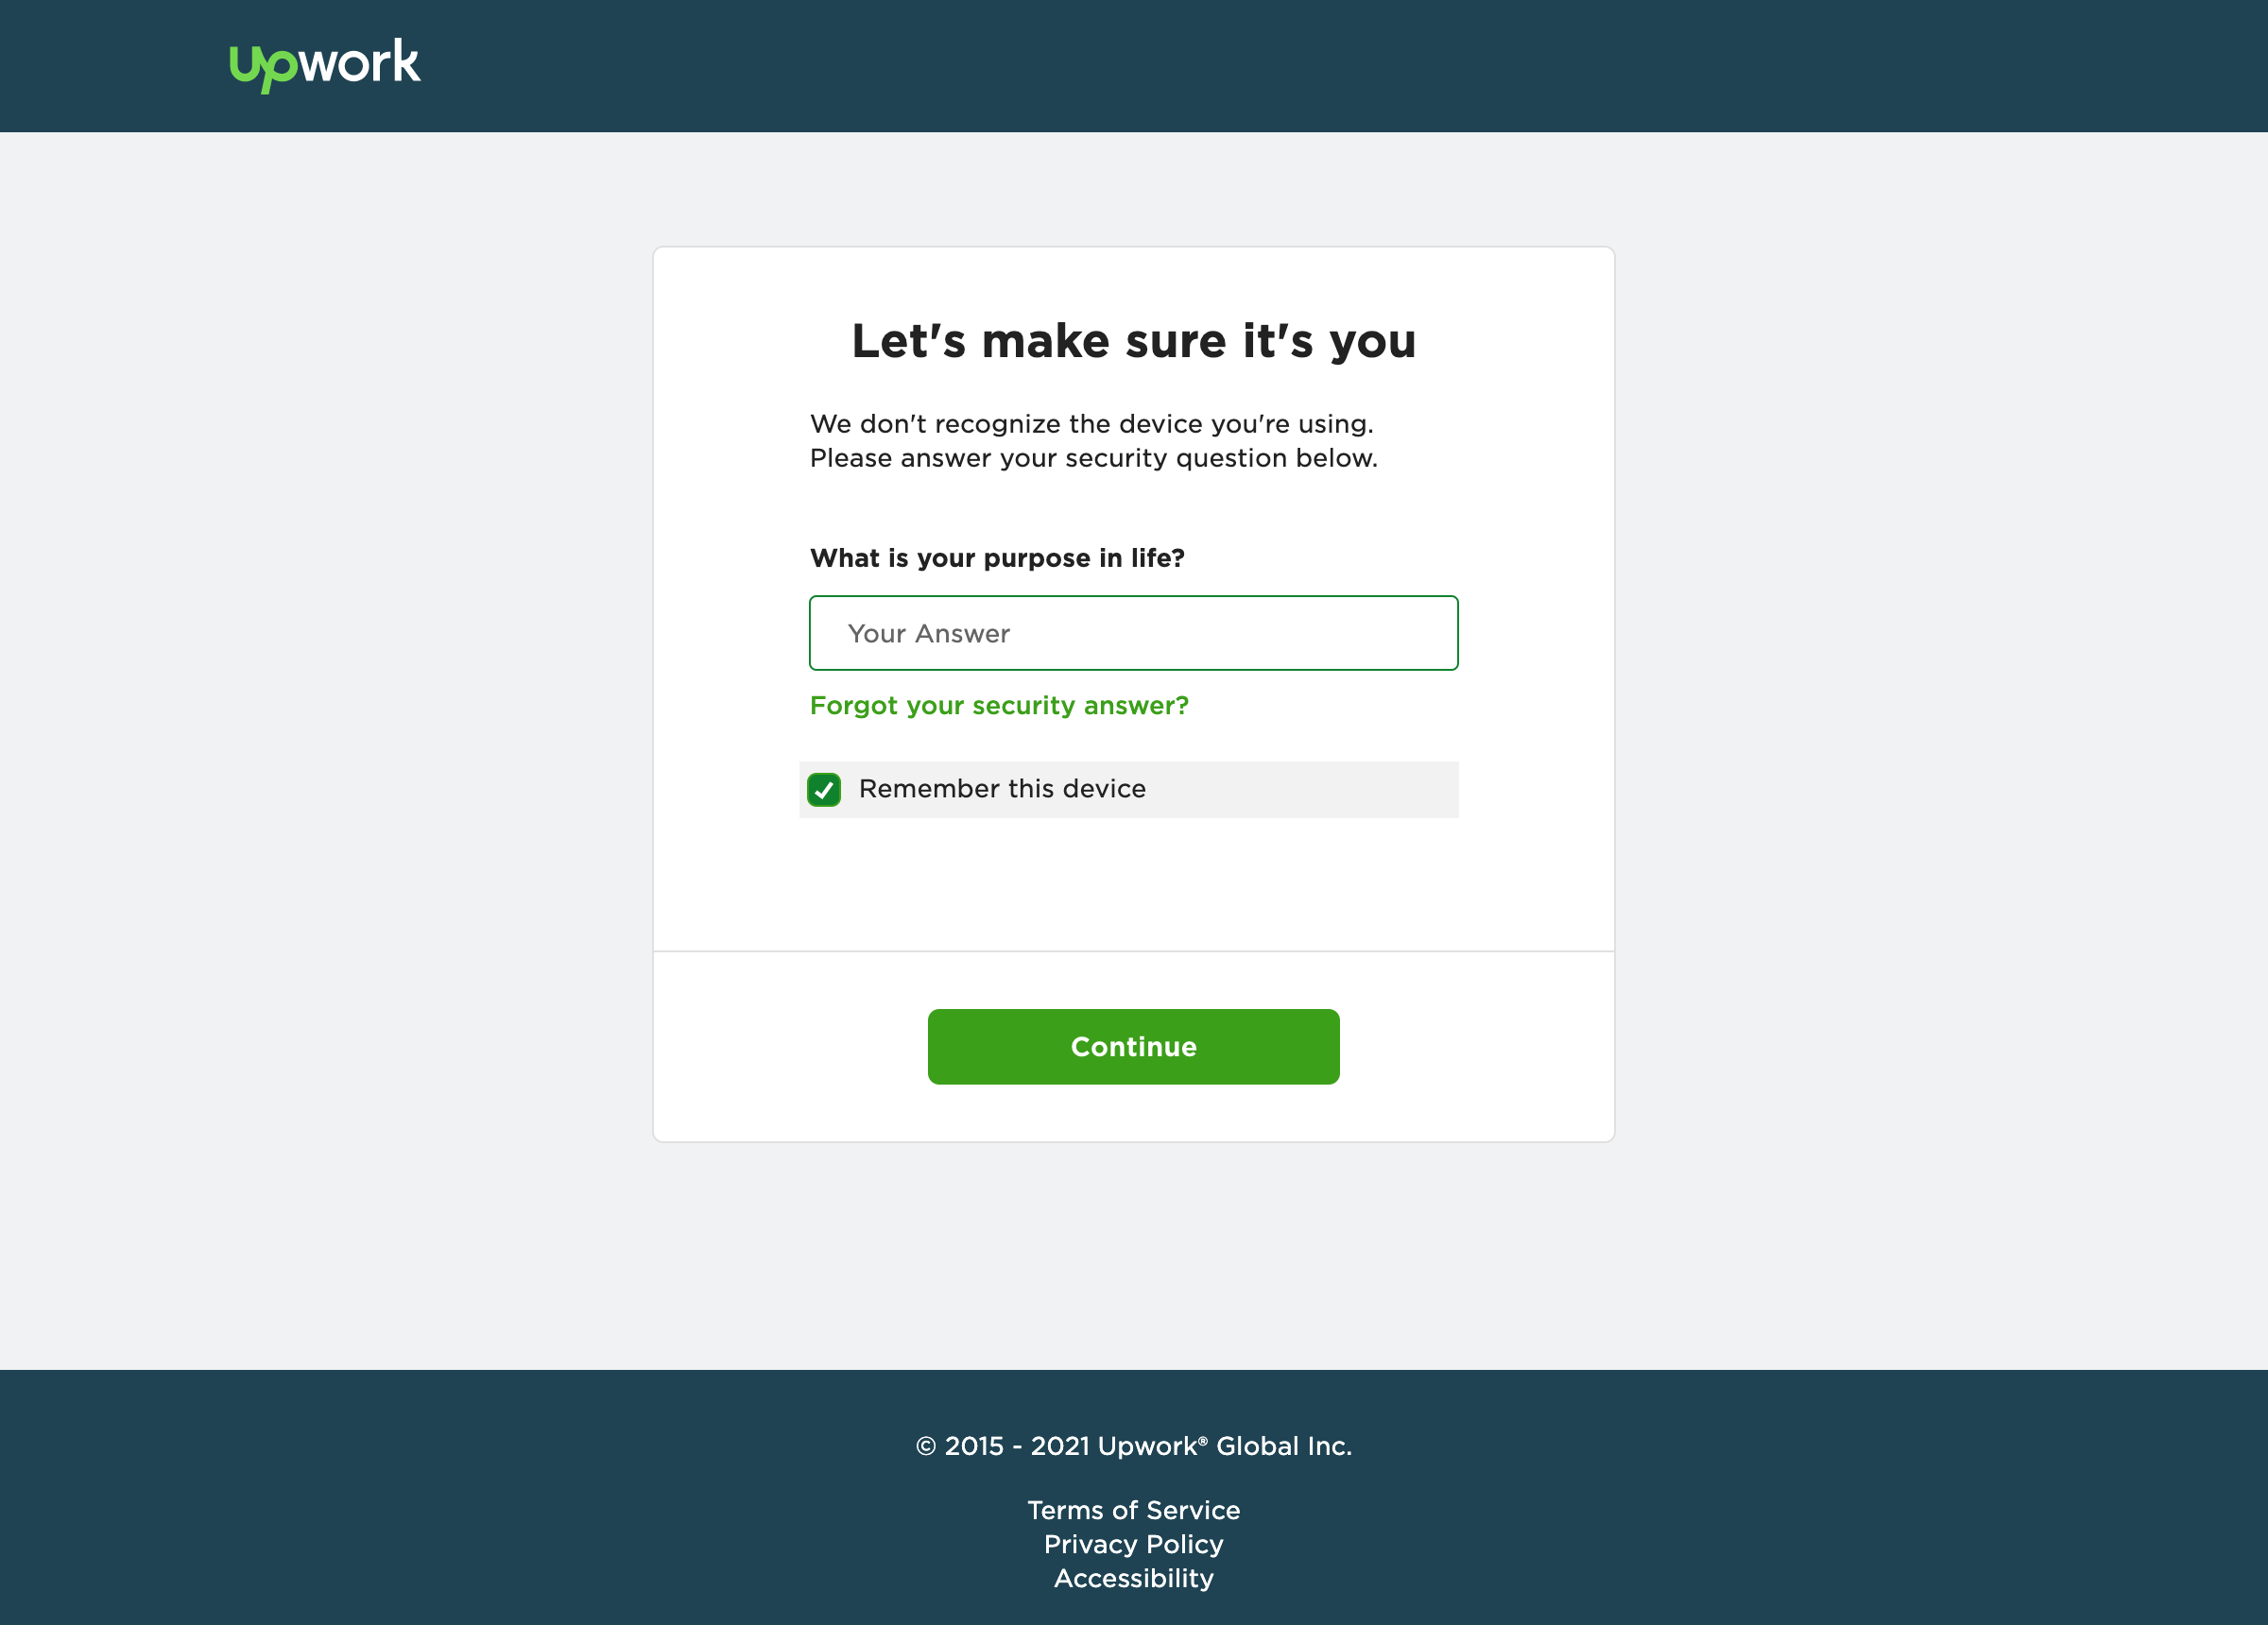 upwork
Let's make sure it's you
We don't recognize the device you're using.
Please answer your security question below.
What is your purpose in life?
Your Answer
Forgot your security answer?
Remember this device
Continue
© 2015 - 2021 Upwork® Global Inc.
Terms of Service
Privacy Policy
Accessibility